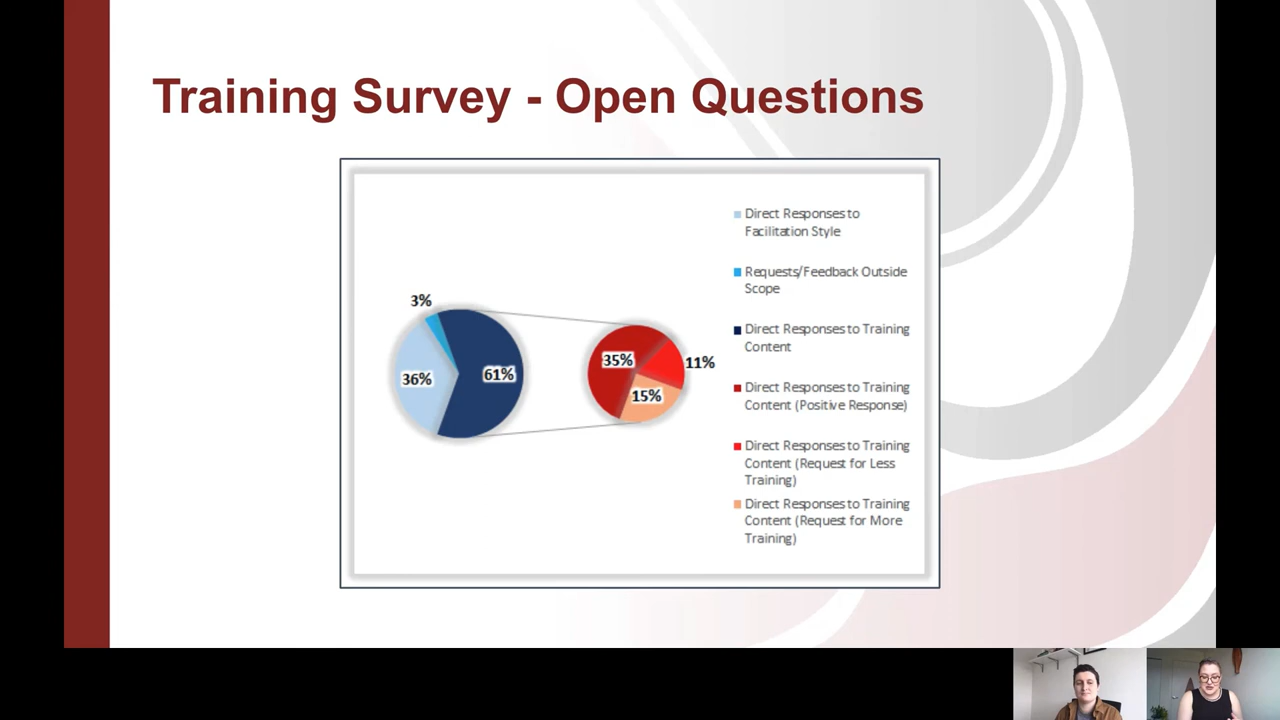 Training Survey - Open Questions
Direct Responses to
Facilitation Style
Requests/Feedback Outside
Scope
Direct Responses to Training
Content
Direct Responses to Training
Content (Positive Response)
Direct Responses to Training
Content (Request for Less
Training)
Direct Responses to Training
Content (Request for More
Training)
3%
36%
61%
35%
11%
15%